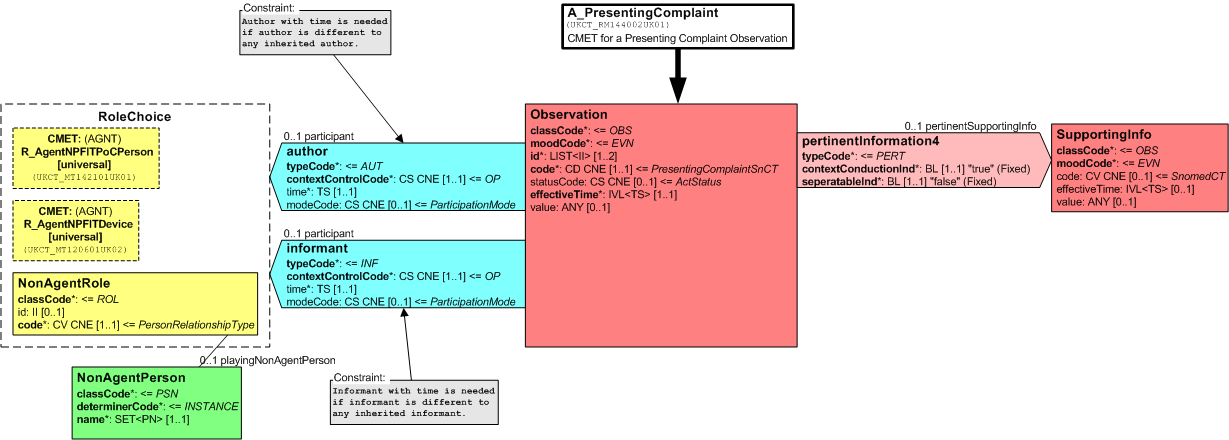 Constraint:
Author with time is needed
if author is different to
any inherited author.
A_PresentingComplaint
(UKCT_RM144002UK01)
CMET for a Presenting Complaint Observation
RoleChoice
CMET: (AGNT)
R_AgentNPFITPoCPerson
[universal]
(UKCT_MT142101UK01)
CMET: (AGNT)
R_AgentNPFITDevice
[universal]
(UKCT_MT120601UK02)
NonAgentRole
classCode*: <= ROL
id: II [0..1]
code*: CV CNE [1..1] <= PersonRelationshipType
0..1 playingNonAgentPerson
NonAgentPerson
classCode*: <= PSN
determinerCode*: <= INSTANCE
name*: SET<PN> [1..1]
0..1 participant
author
typeCode*: <= AUT
contextControlCode*: CS CNE [1..1] <= OP
time*: TS [1..1]
modeCode: CS CNE [0..1] <= ParticipationMode
0..1 participant
informant
typeCode*: <= INF
contextControlCode*: CS CNE [1..1] <= OP
time*: TS [1..1]
modeCode: CS CNE [0..1] <= ParticipationMode
Constraint:
Informant with time is needed
if informant is different to
any inherited informant.
Observation
classCode*: <= OBS
moodCode*: <= EVN
id*: LIST<II> [1..2]
code*: CD CNE [1..1] <= PresentingComplaintSnCT
statusCode: CS CNE [0..1] <= ActStatus
effectiveTime*: IVL<TS> [1..1]
value: ANY [0..1]
0..1 pertinentSupportingInfo
pertinentInformation4
typeCode*: <= PERT
contextConductionInd*: BL [1..1] "true" (Fixed)
seperatableInd*: BL [1..1] "false" (Fixed)
SupportingInfo
classCode*: <= OBS
moodCode*: <= EVN
code: CV CNE [0..1] <= SnomedCT
effectiveTime: IVL<TS> [0..1]
value: ANY [0..1]